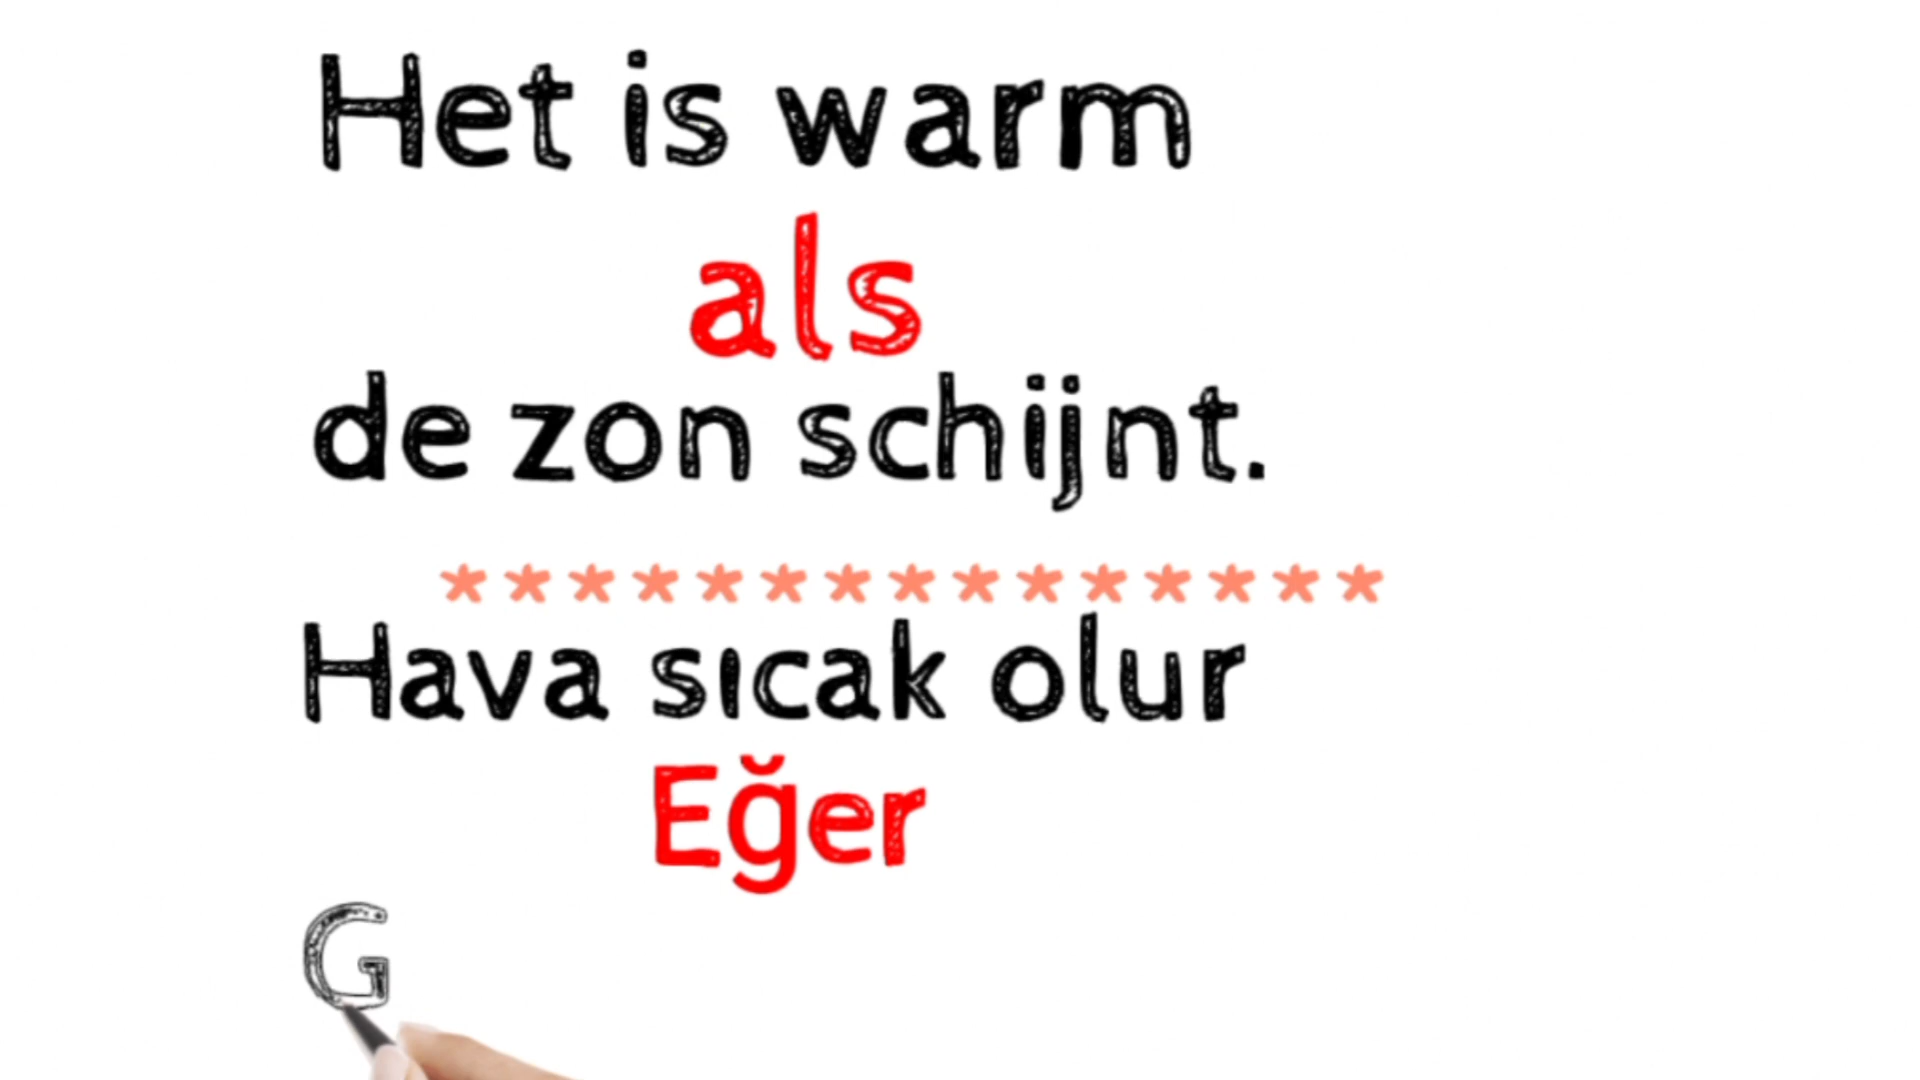 Het is warm
als
de zon schijnt.
***************
Hava sıcak olur
Eğer
G